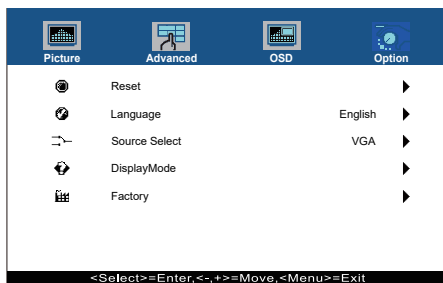 Picture Advanced OSD Option
Reset
Language English
Source Select VGA
DisplayMode
Factory
<Select>=Enter,<-,+>=Move,<Menu>=Exit